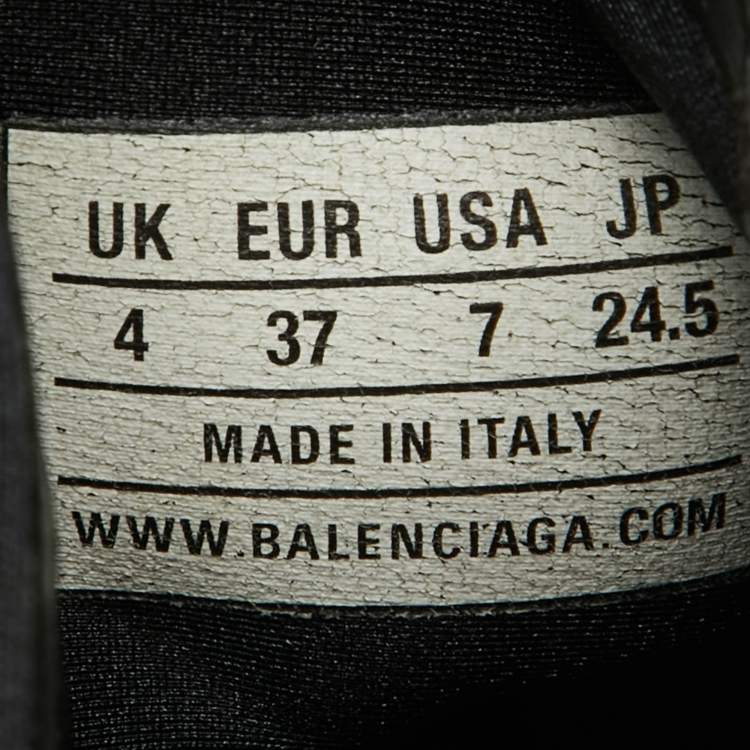 UK EUR USA JP
4 37 7 24.5
MADE IN ITALY
WWW.BALENCIAGA.COM